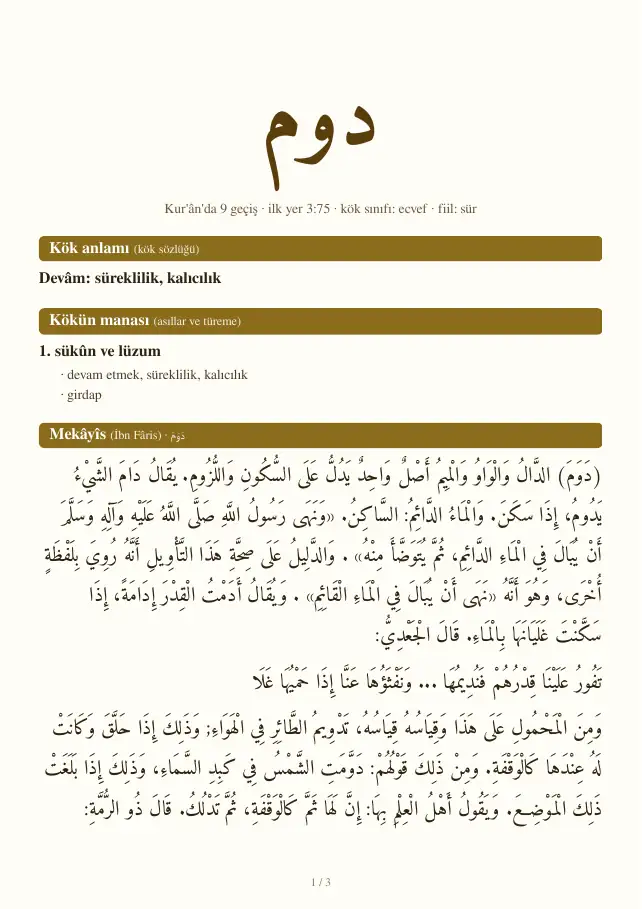 دوم
Kur'ân'da 9 geçiş · ilk yer 3:75 · kök sınıfı: ecvef · fiil: sür
Kök anlamı (kök sözlüğü)
Devâm: süreklilik, kalıcılık
Kökün manası (asıllar ve türeme)
1. sükûn ve lüzum
· devam etmek, süreklilik, kalıcılık
· girdap
Mekâyîs (İbn Fâris) · دَوَمَ
(دَوَمَ) الدَّالُ وَالْوَاوُ وَالْمِيمُ أَصْلٌ وَاحِدٌ يَدُلُّ عَلَى السُّكُونِ وَاللُّزُومِ. يُقَالُ دَامَ الشَّيْءُ
يَدُومُ، إِذَا سَكَنَ. وَالْمَاءُ الدَّائِمُ: السَّاكِنُ. «وَنَهَى رَسُولُ اللَّهِ صَلَّى اللَّهُ عَلَيْهِ وَآلِهِ وَسَلَّمَ
أَنْ يُبَالَ فِي الْمَاءِ الدَّائِمِ، ثُمَّ يُتَوَضَّأَ مِنْهُ» . وَالدَّلِيلُ عَلَى صِحَّةِ هَذَا التَّأْوِيلِ أَنَّهُ رُوِيَ بِلَفْظَةٍ
أُخْرَى، وَهُوَ أَنَّهُ «نَهَى أَنْ يُبَالَ فِي الْمَاءِ الْقَائِمِ» . وَيُقَالُ أَدَمْتُ الْقِدْرَ إِدَامَةً، إِذَا
سَكَّنْتَ غَلَيَانَهَا بِالْمَاءِ. قَالَ الْجَعْدِيُّ:
تَفُورُ عَلَيْنَا قِدْرُهُمْ فَنُدِيمُهَا ... وَنَفْثَؤُهَا عَنَّا إِذَا حَمْيُهَا غَلَا
وَمِنَ الْمَحْمُولِ عَلَى هَذَا وَقِيَاسُهُ قِيَاسُهُ، تَدْوِيمُ الطَّائِرِ فِي الْهَوَاءِ; وَذَلِكَ إِذَا حَلَّقَ وَكَانَتْ
لَهُ عِنْدَهَا كَالْوَقْفَةِ. وَمِنْ ذَلِكَ قَوْلُهُمْ: دَوَّمَتِ الشَّمْسُ فِي كَبِدِ السَّمَاءِ، وَذَلِكَ إِذَا بَلَغَتْ
ذَلِكَ الْمَوْضِعَ. وَيَقُولُ أَهْلُ الْعِلْمِ بِهَا: إِنَّ لَهَا ثَمَّ كَالْوَقْفَةِ، ثُمَّ تَدْلُكُ. قَالَ ذُو الرُّمَّةِ:
1 / 3